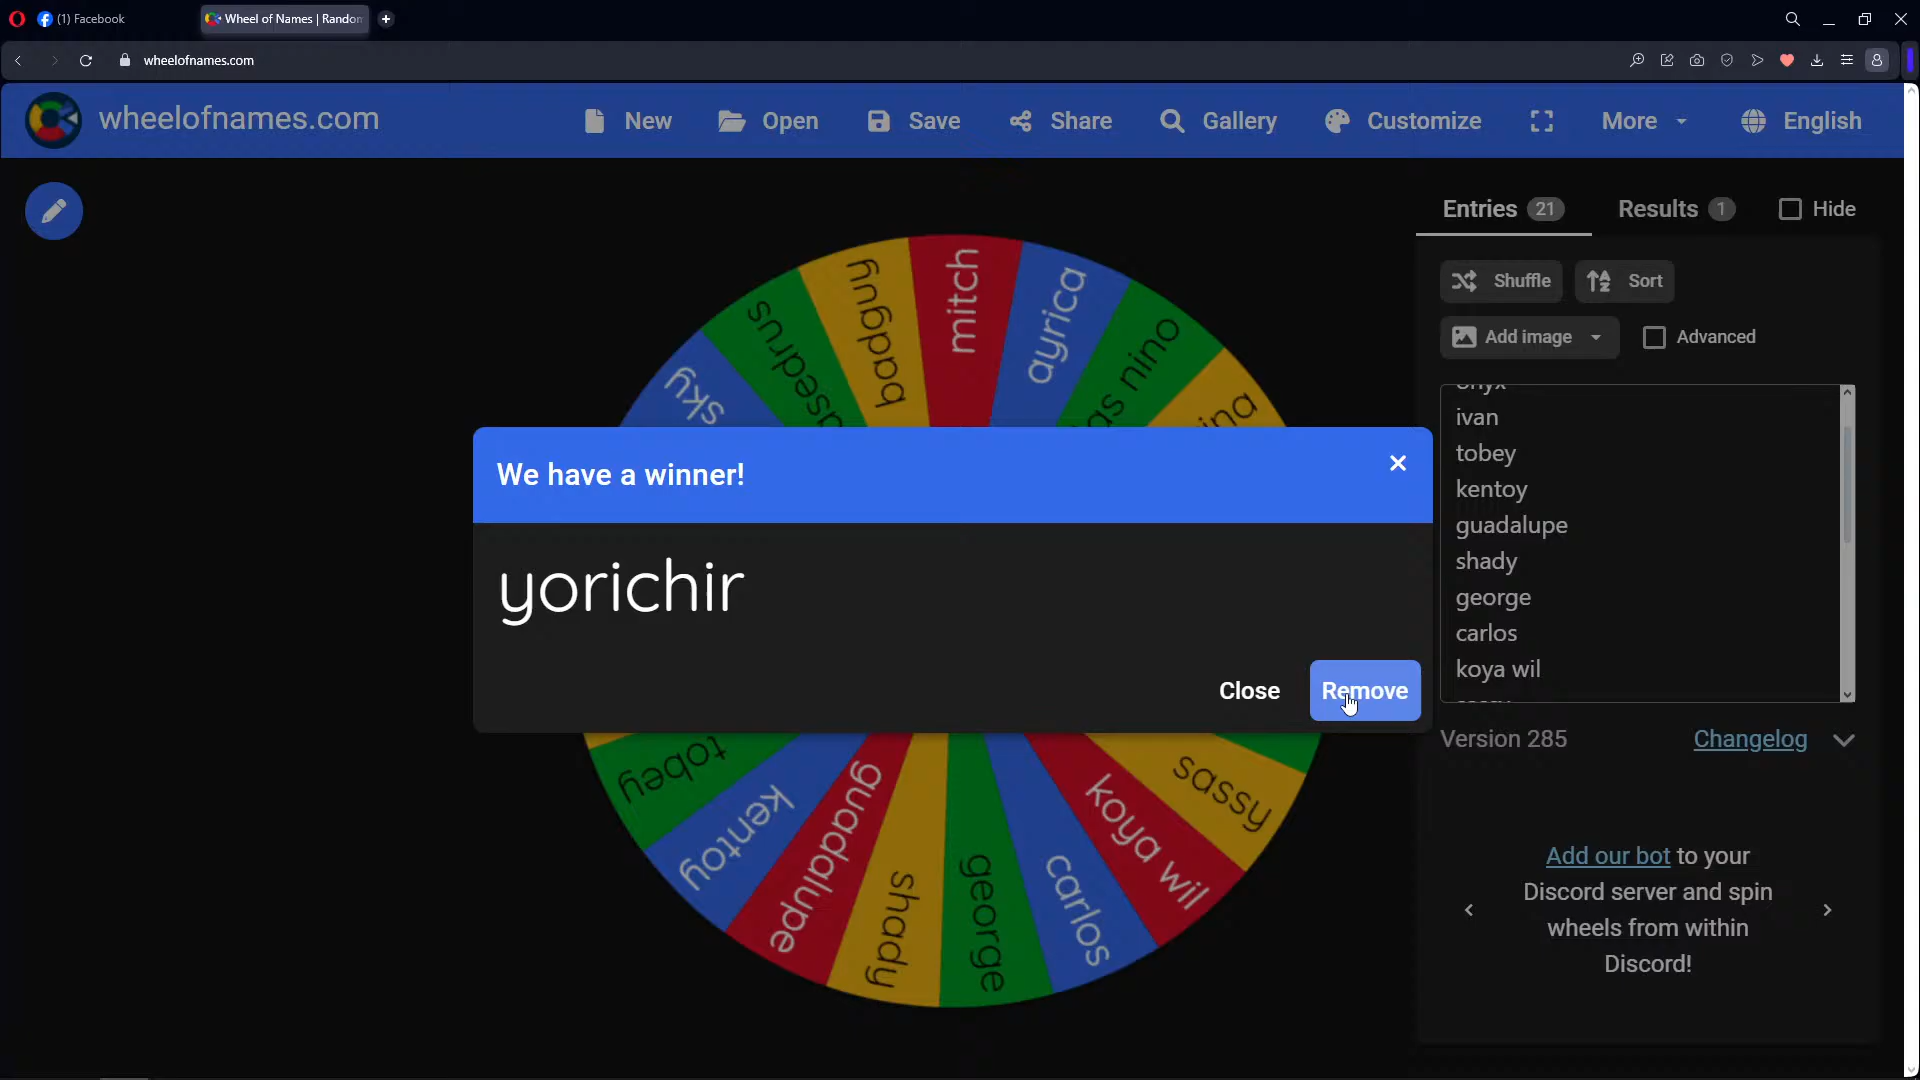 (1) Facebook
Wheel of Names | Random
wheelofnames.com
wheelofnames.com
New
Open
Save
Share
Gallery
Customize
More
English
Entries 21
Results 1
Hide
Shuffle
Sort
Add image
Advanced
onyx
ivan
tobey
kentoy
guadalupe
shady
george
carlos
koya wil
sky
badguy
mitch
ayrica
as nino
ina
We have a winner!
yorichir
Close
Remove
tobey
kentoy
guadalupe
shady
george
carlos
koya wil
sassy
Version 285
Changelog
Add our bot to your
Discord server and spin
wheels from within
Discord!